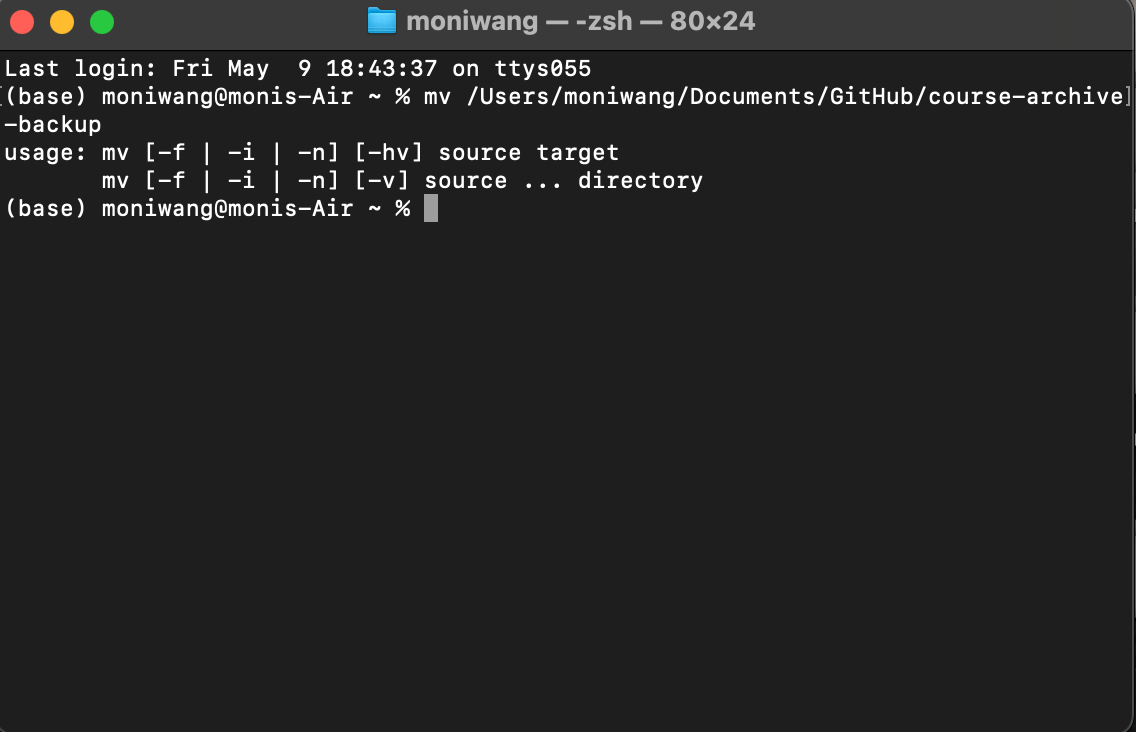 moniwang — -zsh — 80×24
Last login: Fri May  9 18:43:37 on ttys055
[(base) moniwang@monis-Air ~ % mv /Users/moniwang/Documents/GitHub/course-archive]
-backup
usage: mv [-f | -i | -n] [-hv] source target
       mv [-f | -i | -n] [-v] source ... directory
(base) moniwang@monis-Air ~ %